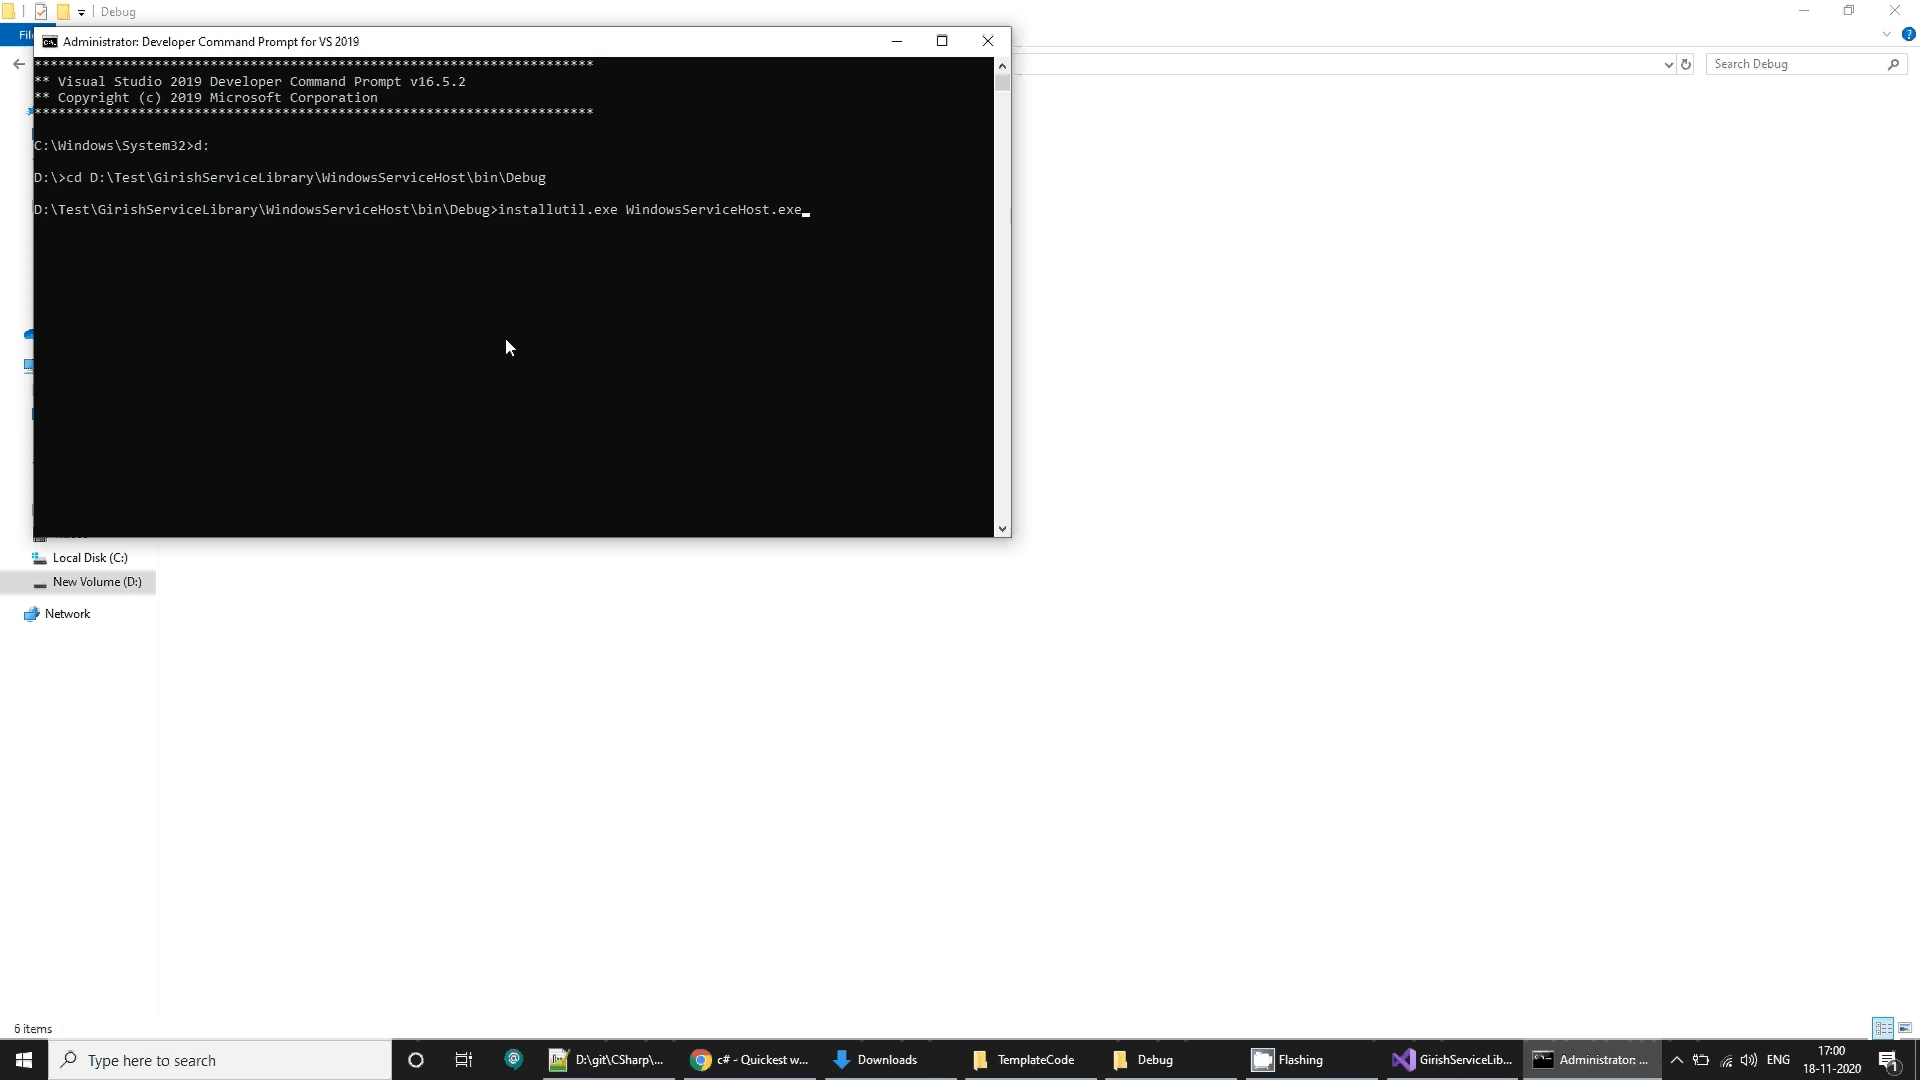 Debug
Administrator: Developer Command Prompt for VS 2019
**********************************************************************
** Visual Studio 2019 Developer Command Prompt v16.5.2
** Copyright (c) 2019 Microsoft Corporation
**********************************************************************
C:\Windows\System32>d:
D:\>cd D:\Test\GirishServiceLibrary\WindowsServiceHost\bin\Debug
D:\Test\GirishServiceLibrary\WindowsServiceHost\bin\Debug>installutil.exe WindowsServiceHost.exe
Search Debug
Local Disk (C:)
New Volume (D:)
Network
6 items
Type here to search
D:\git\CSharp\...
c# - Quickest w...
Downloads
TemplateCode
Debug
Flashing
GirishServiceLib...
Administrator: ...
ENG
17:00
18-11-2020
1